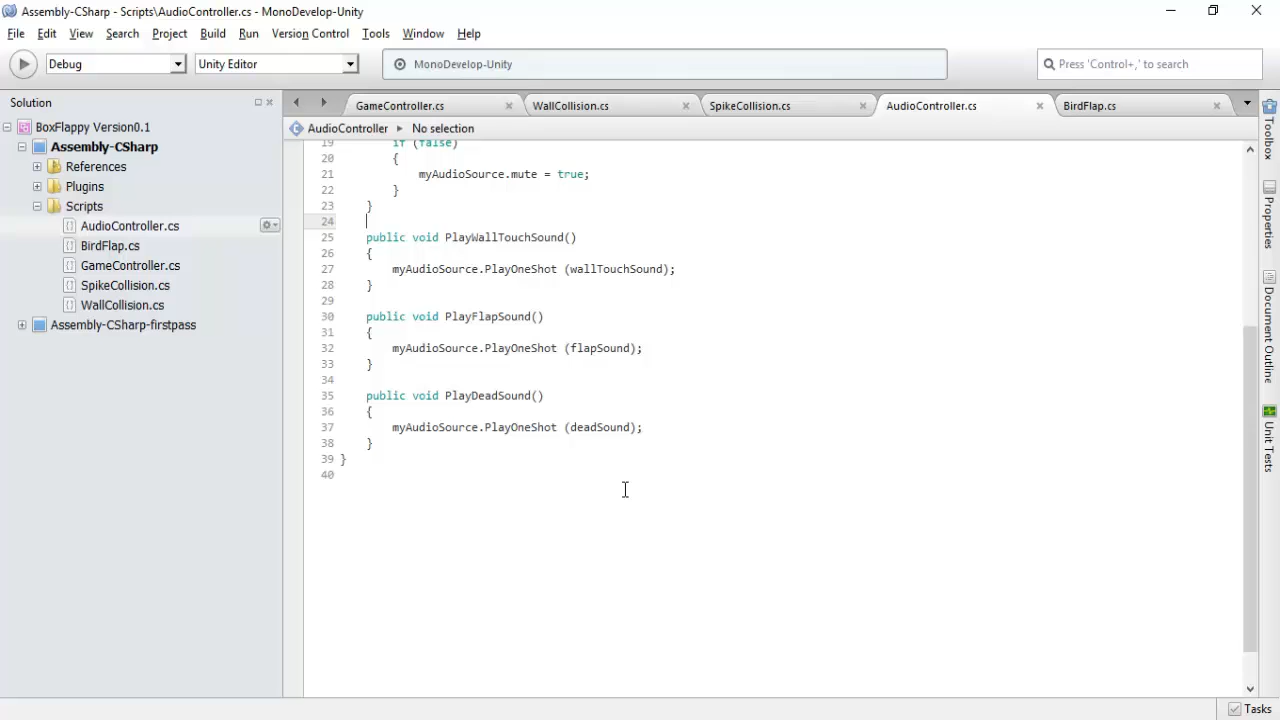 Assembly-CSharp - Scripts\AudioController.cs* - MonoDevelop-Unity
File Edit View Search Project Build Run Version Control Tools Window Help
Debug
Unity Editor
MonoDevelop-Unity
Press 'Control+,' to search
Solution
BoxFlappy Version0.1
Assembly-CSharp
References
Plugins
Scripts
AudioController.cs
BirdFlap.cs
GameController.cs
SpikeCollision.cs
WallCollision.cs
Assembly-CSharp-firstpass
GameController.cs
WallCollision.cs
SpikeCollision.cs
AudioController.cs
BirdFlap.cs
AudioController
No selection
19 if (false)
20 {
21 myAudioSource.mute = true;
22 }
23 }
24
25 public void PlayWallTouchSound()
26 {
27 myAudioSource.PlayOneShot (wallTouchSound);
28 }
29
30 public void PlayFlapSound()
31 {
32 myAudioSource.PlayOneShot (flapSound);
33 }
34
35 public void PlayDeadSound()
36 {
37 myAudioSource.PlayOneShot (deadSound);
38 }
39 }
40
Toolbox
Properties
Document Outline
Unit Tests
Tasks